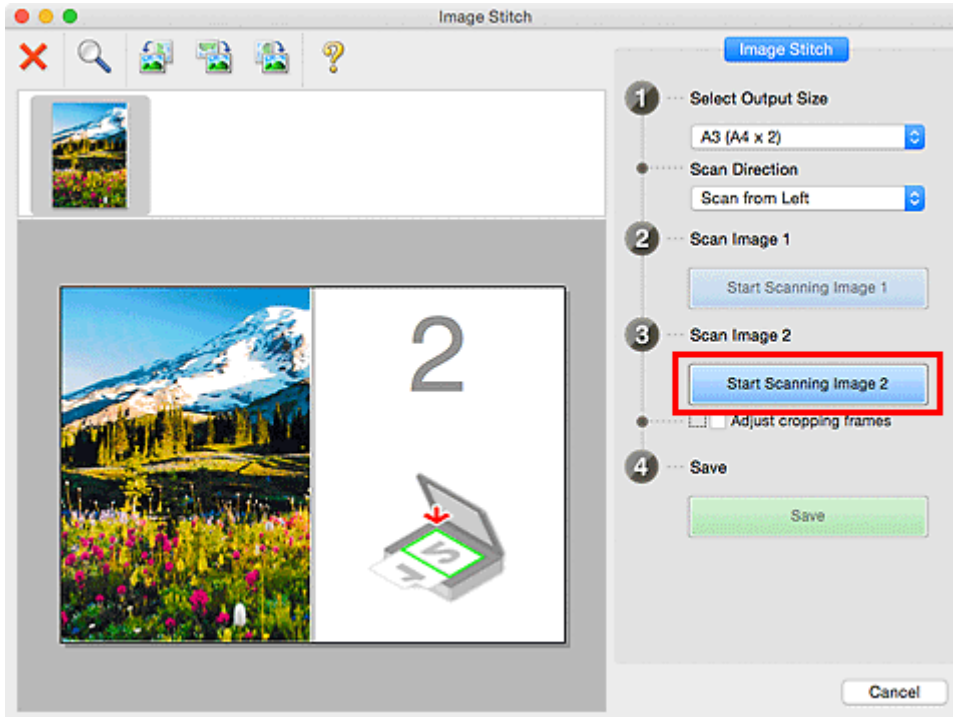 Image Stitch
Image Stitch
1
Select Output Size
A3 (A4 x 2)
Scan Direction
Scan from Left
2
Scan Image 1
Start Scanning Image 1
3
Scan Image 2
Start Scanning Image 2
Adjust cropping frames
4
Save
Save
2
Cancel